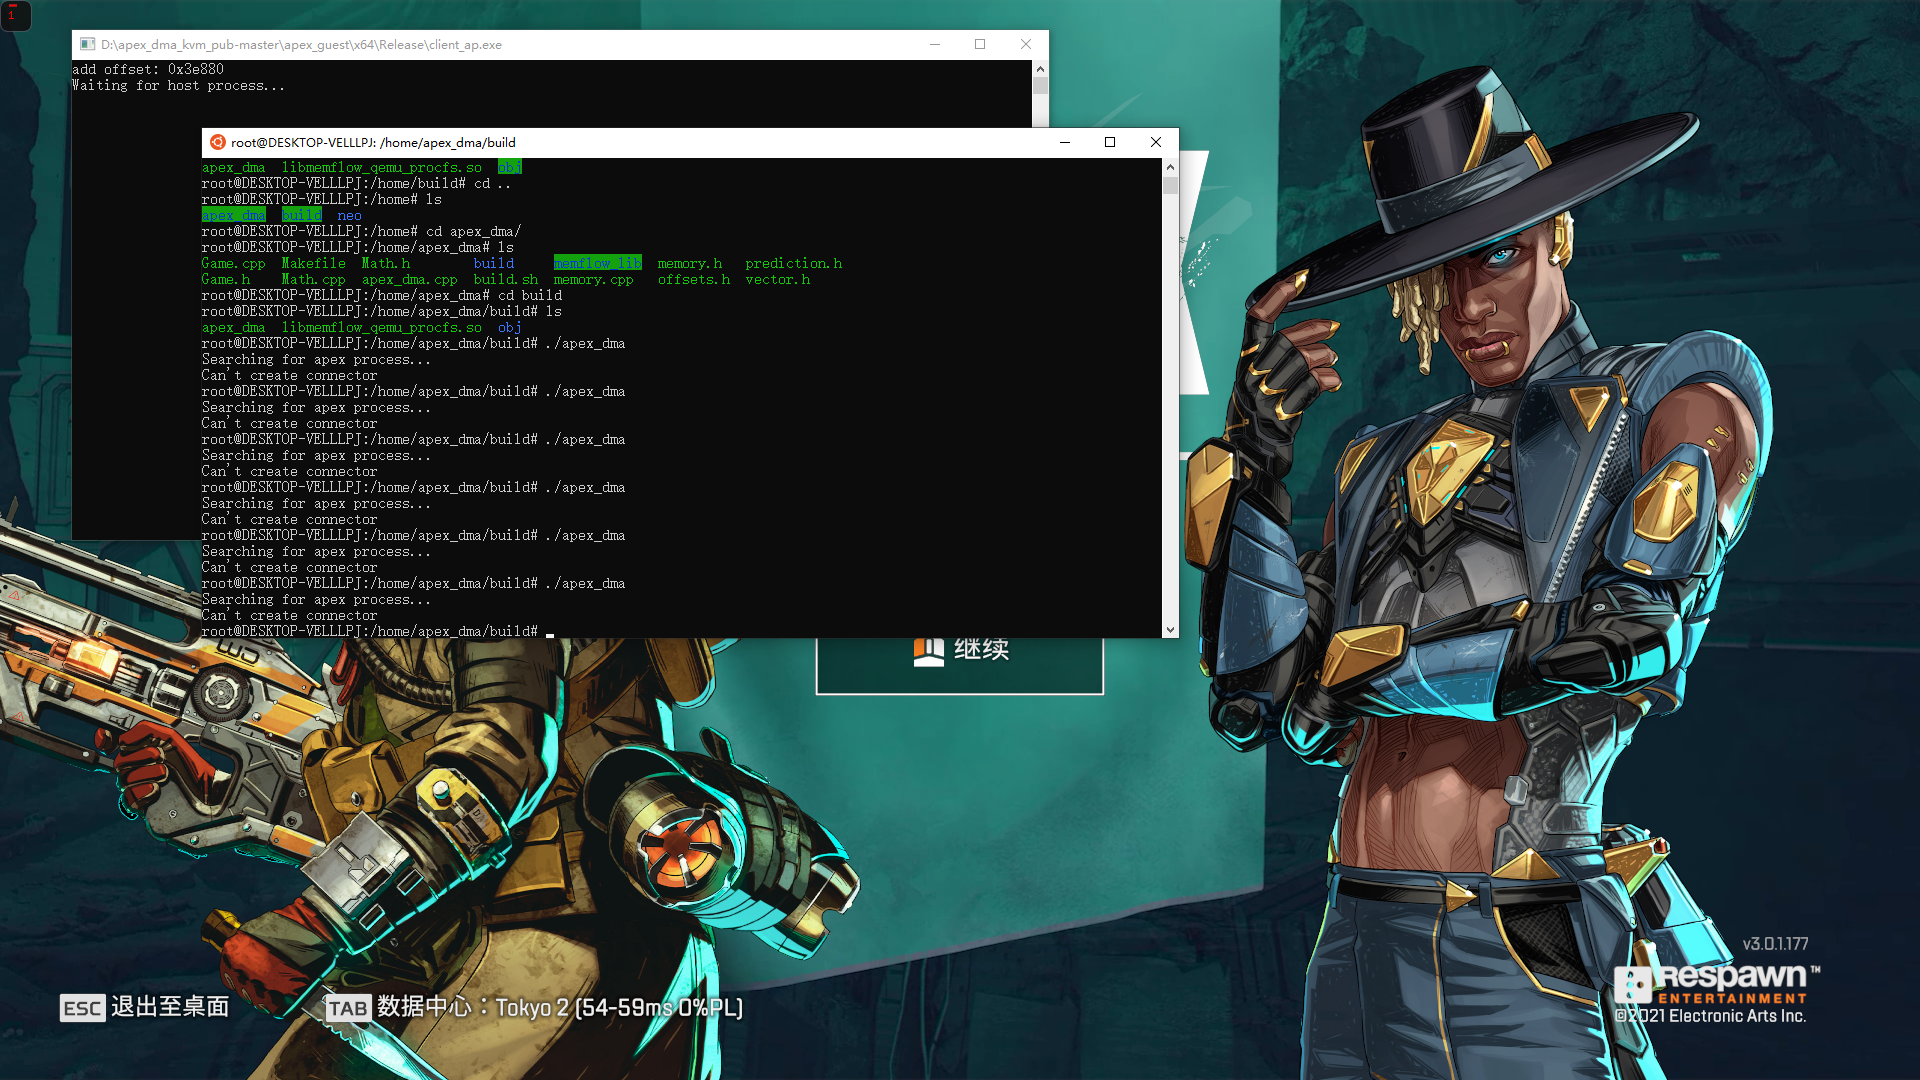 1
D:\apex_dma_kvm_pub-master\apex_guest\x64\Release\client_ap.exe
add offset: 0x3e880
Waiting for host process...
root@DESKTOP-VELLLPJ: /home/apex_dma/build
apex_dma  libmemflow_qemu_procfs.so  obj
root@DESKTOP-VELLLPJ:/home/build# cd ..
root@DESKTOP-VELLLPJ:/home# ls
apex_dma  build  neo
root@DESKTOP-VELLLPJ:/home# cd apex_dma/
root@DESKTOP-VELLLPJ:/home/apex_dma# ls
Game.cpp  Makefile  Math.h        build     memflow_lib  memory.h   prediction.h
Game.h    Math.cpp  apex_dma.cpp  build.sh  memory.cpp   offsets.h  vector.h
root@DESKTOP-VELLLPJ:/home/apex_dma# cd build
root@DESKTOP-VELLLPJ:/home/apex_dma/build# ls
apex_dma  libmemflow_qemu_procfs.so  obj
root@DESKTOP-VELLLPJ:/home/apex_dma/build# ./apex_dma
Searching for apex process...
Can't create connector
root@DESKTOP-VELLLPJ:/home/apex_dma/build# ./apex_dma
Searching for apex process...
Can't create connector
root@DESKTOP-VELLLPJ:/home/apex_dma/build# ./apex_dma
Searching for apex process...
Can't create connector
root@DESKTOP-VELLLPJ:/home/apex_dma/build# ./apex_dma
Searching for apex process...
Can't create connector
root@DESKTOP-VELLLPJ:/home/apex_dma/build# ./apex_dma
Searching for apex process...
Can't create connector
root@DESKTOP-VELLLPJ:/home/apex_dma/build# ./apex_dma
Searching for apex process...
Can't create connector
root@DESKTOP-VELLLPJ:/home/apex_dma/build#
继续
v3.0.1.177
Respawn™
ENTERTAINMENT
©2021 Electronic Arts Inc.
ESC 退出至桌面
TAB 数据中心：Tokyo 2 (54-59ms 0%PL)